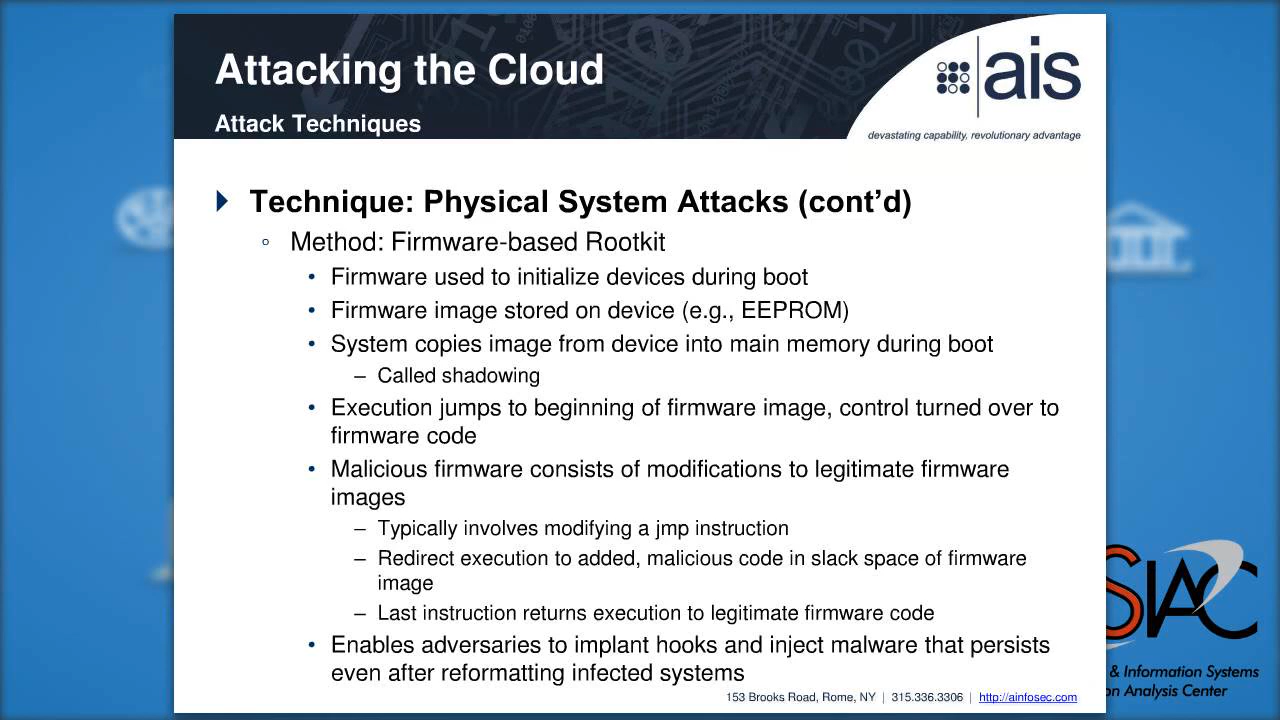 Attacking the Cloud
ais
Attack Techniques
devastating capability, revolutionary advantage
Technique: Physical System Attacks (cont’d)
Method: Firmware-based Rootkit
• Firmware used to initialize devices during boot
• Firmware image stored on device (e.g., EEPROM)
• System copies image from device into main memory during boot
– Called shadowing
• Execution jumps to beginning of firmware image, control turned over to
firmware code
• Malicious firmware consists of modifications to legitimate firmware
images
– Typically involves modifying a jmp instruction
– Redirect execution to added, malicious code in slack space of firmware
image
– Last instruction returns execution to legitimate firmware code
• Enables adversaries to implant hooks and inject malware that persists
even after reformatting infected systems
153 Brooks Road, Rome, NY | 315.336.3306 | http://ainfosec.com
SIAC
& Information Systems
on Analysis Center